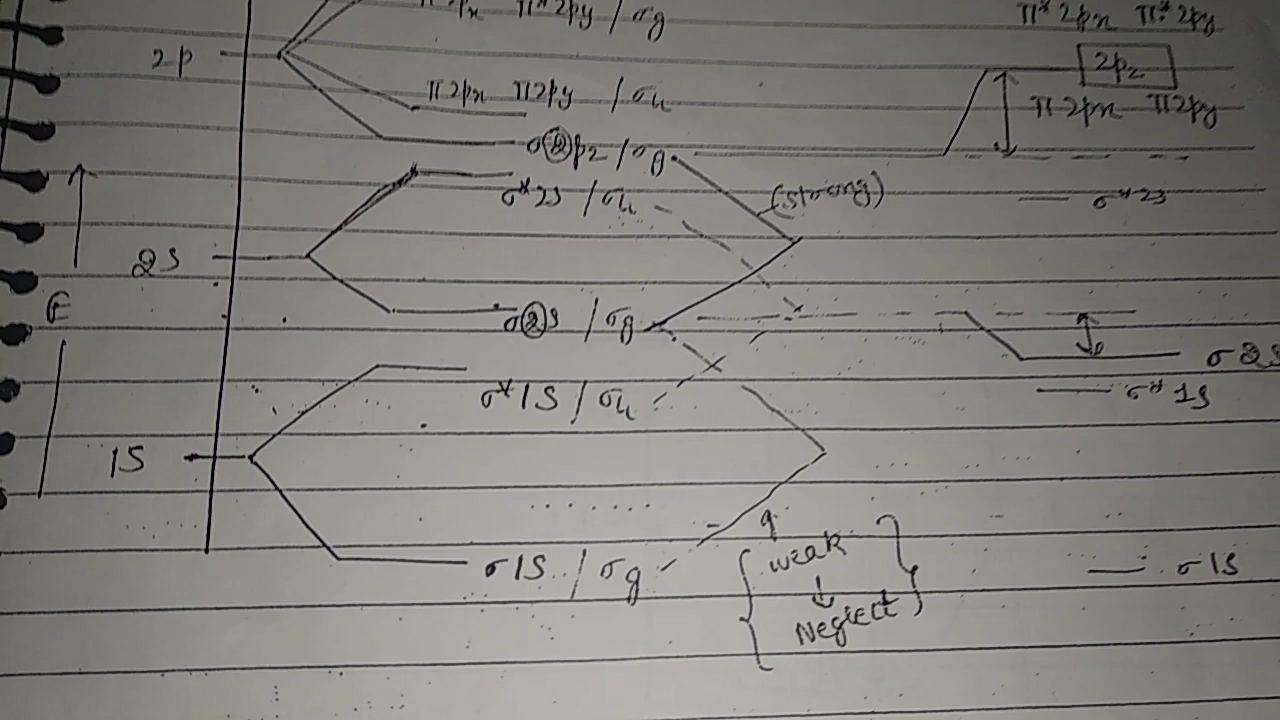 π*2py / σg
π*2px π*2py
2p
2pz
π2px π2py / σu
π2px π2py
σ2pz / σg
(strong)
σ*2s / σu
σ*2s
2s
E
σ2s / σg
σ2s
σ*1s / σu
σ*1s
1s
weak
↓
Neglect
σ1s / σg
σ1s